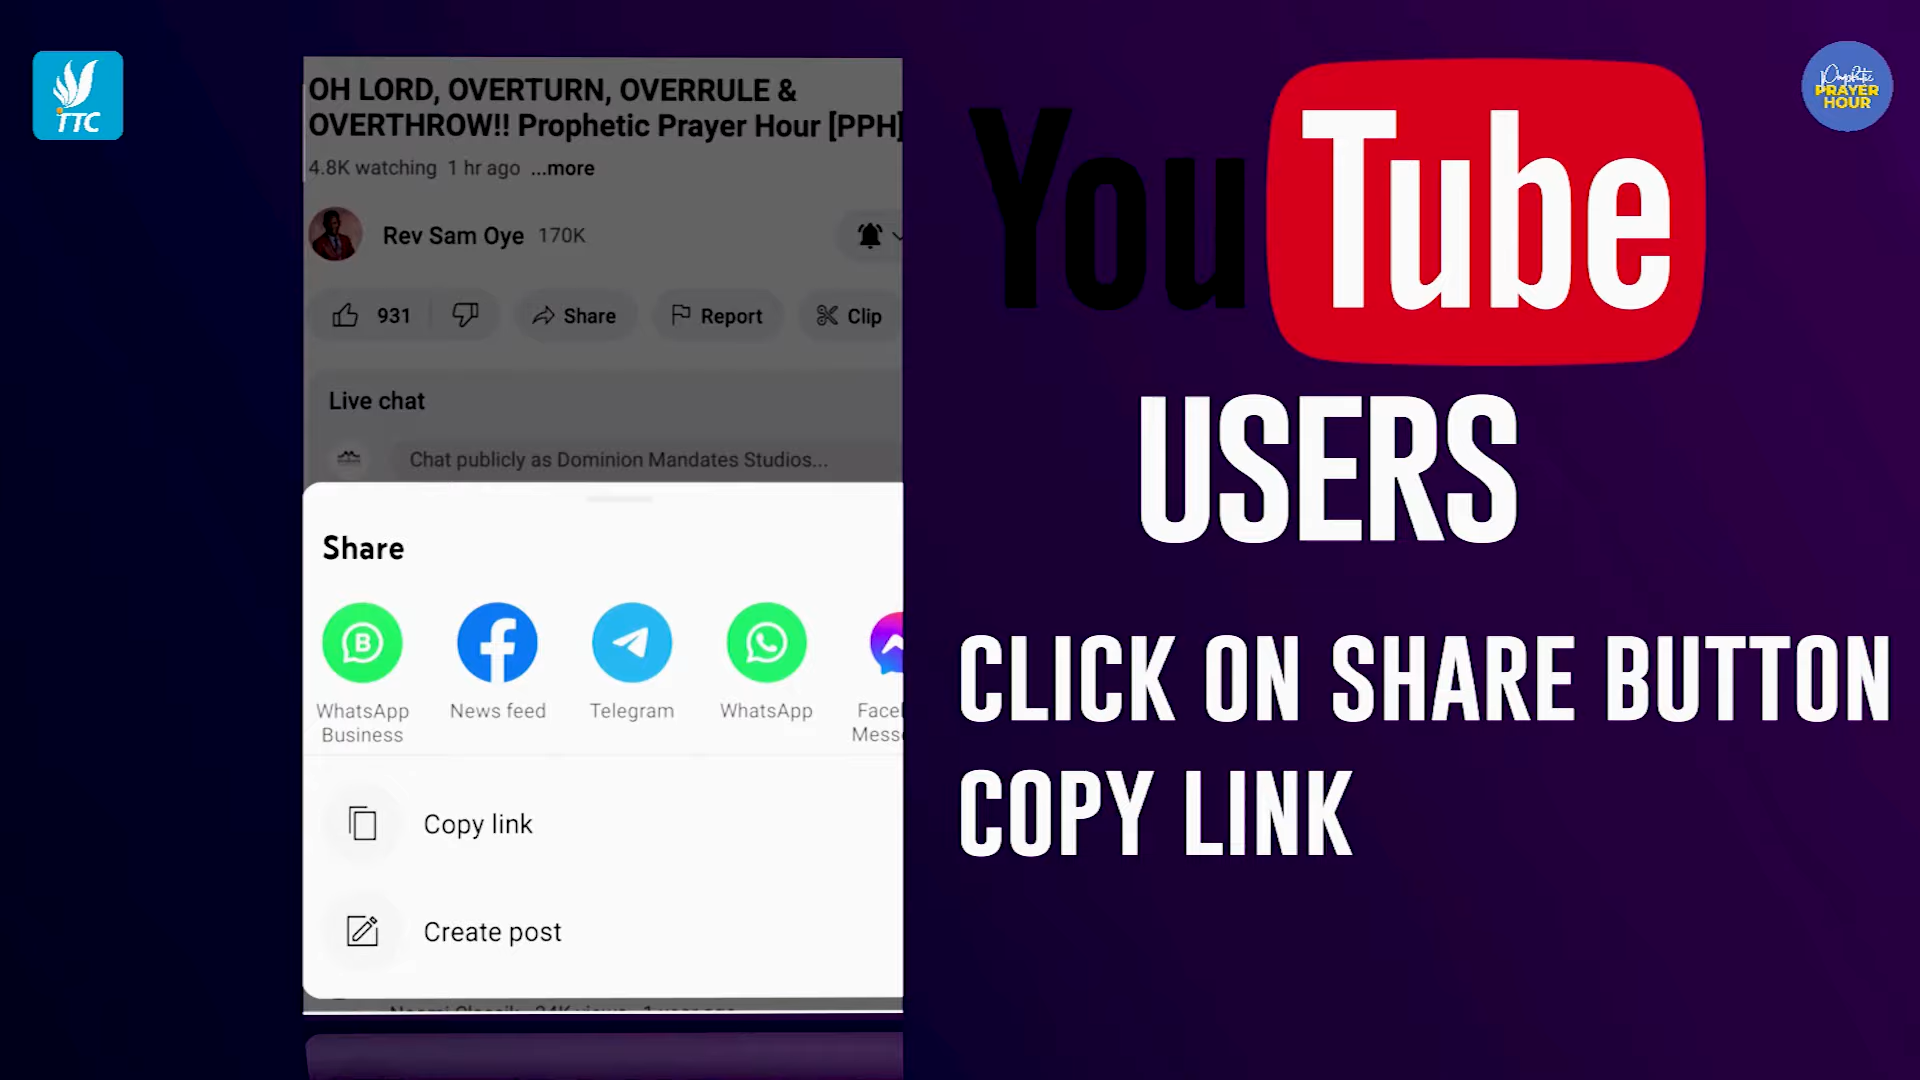 TTC
Prophetic
PRAYER
HOUR
OH LORD, OVERTURN, OVERRULE &
OVERTHROW!! Prophetic Prayer Hour [PPH]
4.8K watching 1 hr ago ...more
Rev Sam Oye 170K
931 Share Report Clip
Live chat
Chat publicly as Dominion Mandates Studios...
Share
B
WhatsApp
Business
News feed
Telegram
WhatsApp
Copy link
Create post
YouTube
USERS
CLICK ON SHARE BUTTON
COPY LINK